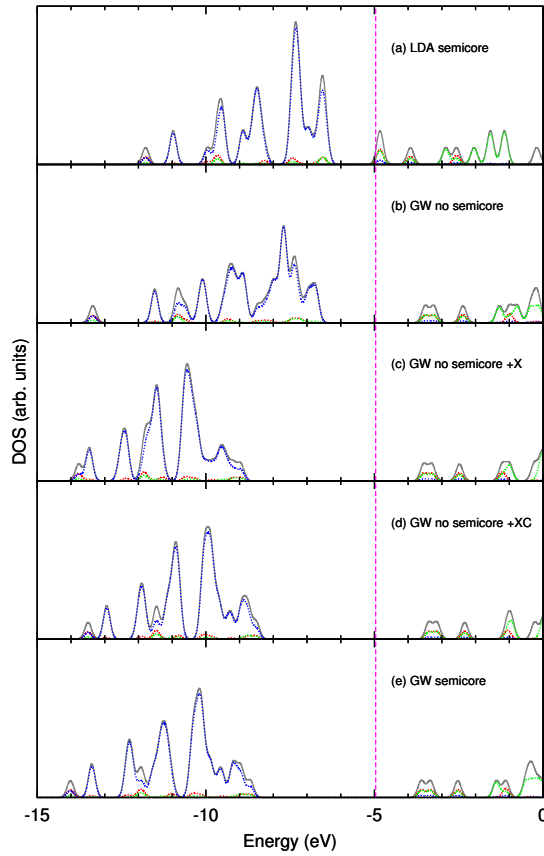 (a) LDA semicore
(b) GW no semicore
(c) GW no semicore +X
(d) GW no semicore +XC
(e) GW semicore
DOS (arb. units)
-15
-10
-5
0
Energy (eV)